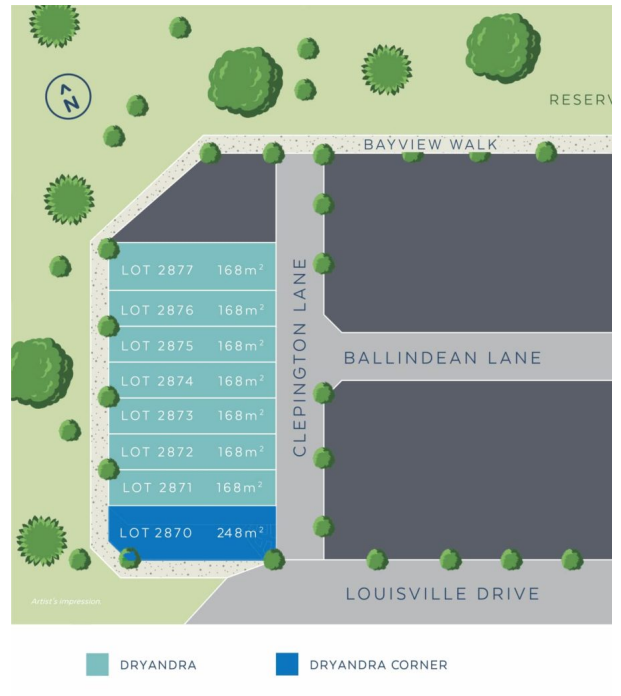 N
RESERV
BAYVIEW WALK
LOT 2877 168m²
LOT 2876 168m²
LOT 2875 168m²
LOT 2874 168m²
LOT 2873 168m²
LOT 2872 168m²
LOT 2871 168m²
LOT 2870 248m²
CLEPINGTON LANE
BALLINDEAN LANE
LOUISVILLE DRIVE
Artist's impression.
DRYANDRA
DRYANDRA CORNER